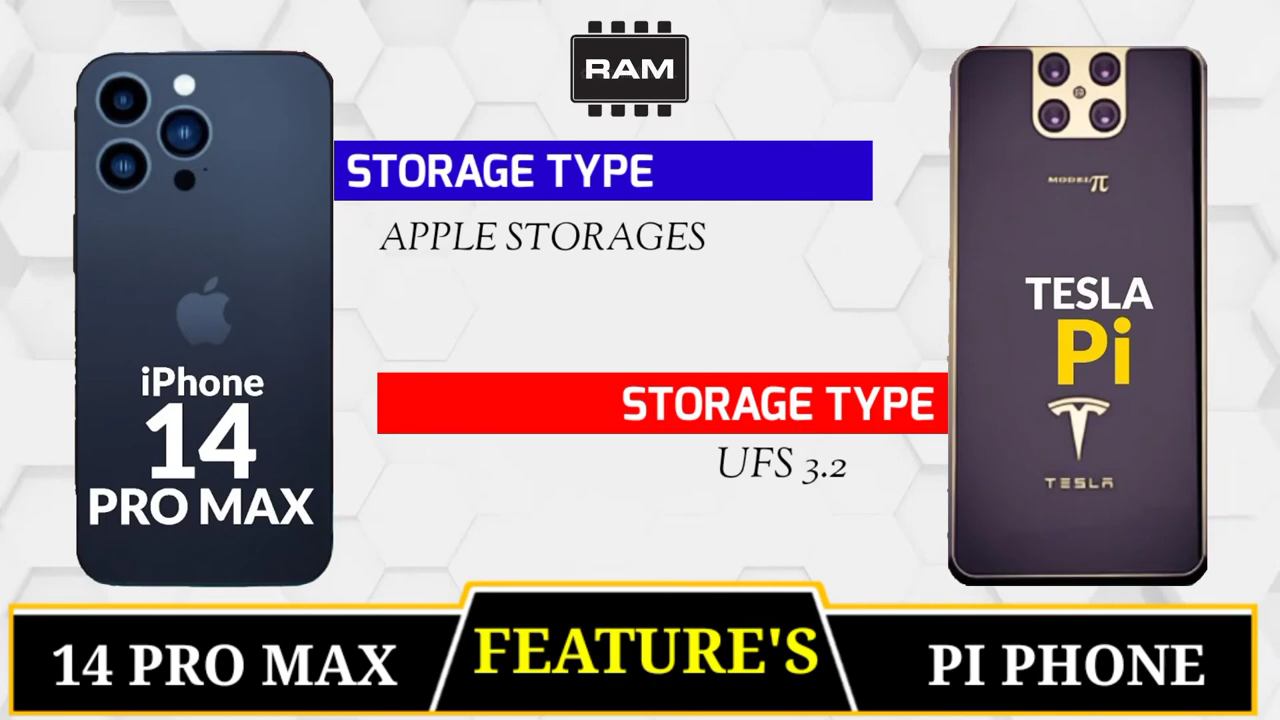 RAM
STORAGE TYPE
APPLE STORAGES
iPhone
14
PRO MAX
MODEL π
TESLA
Pi
TESLA
STORAGE TYPE
UFS 3.2
14 PRO MAX
FEATURE'S
PI PHONE